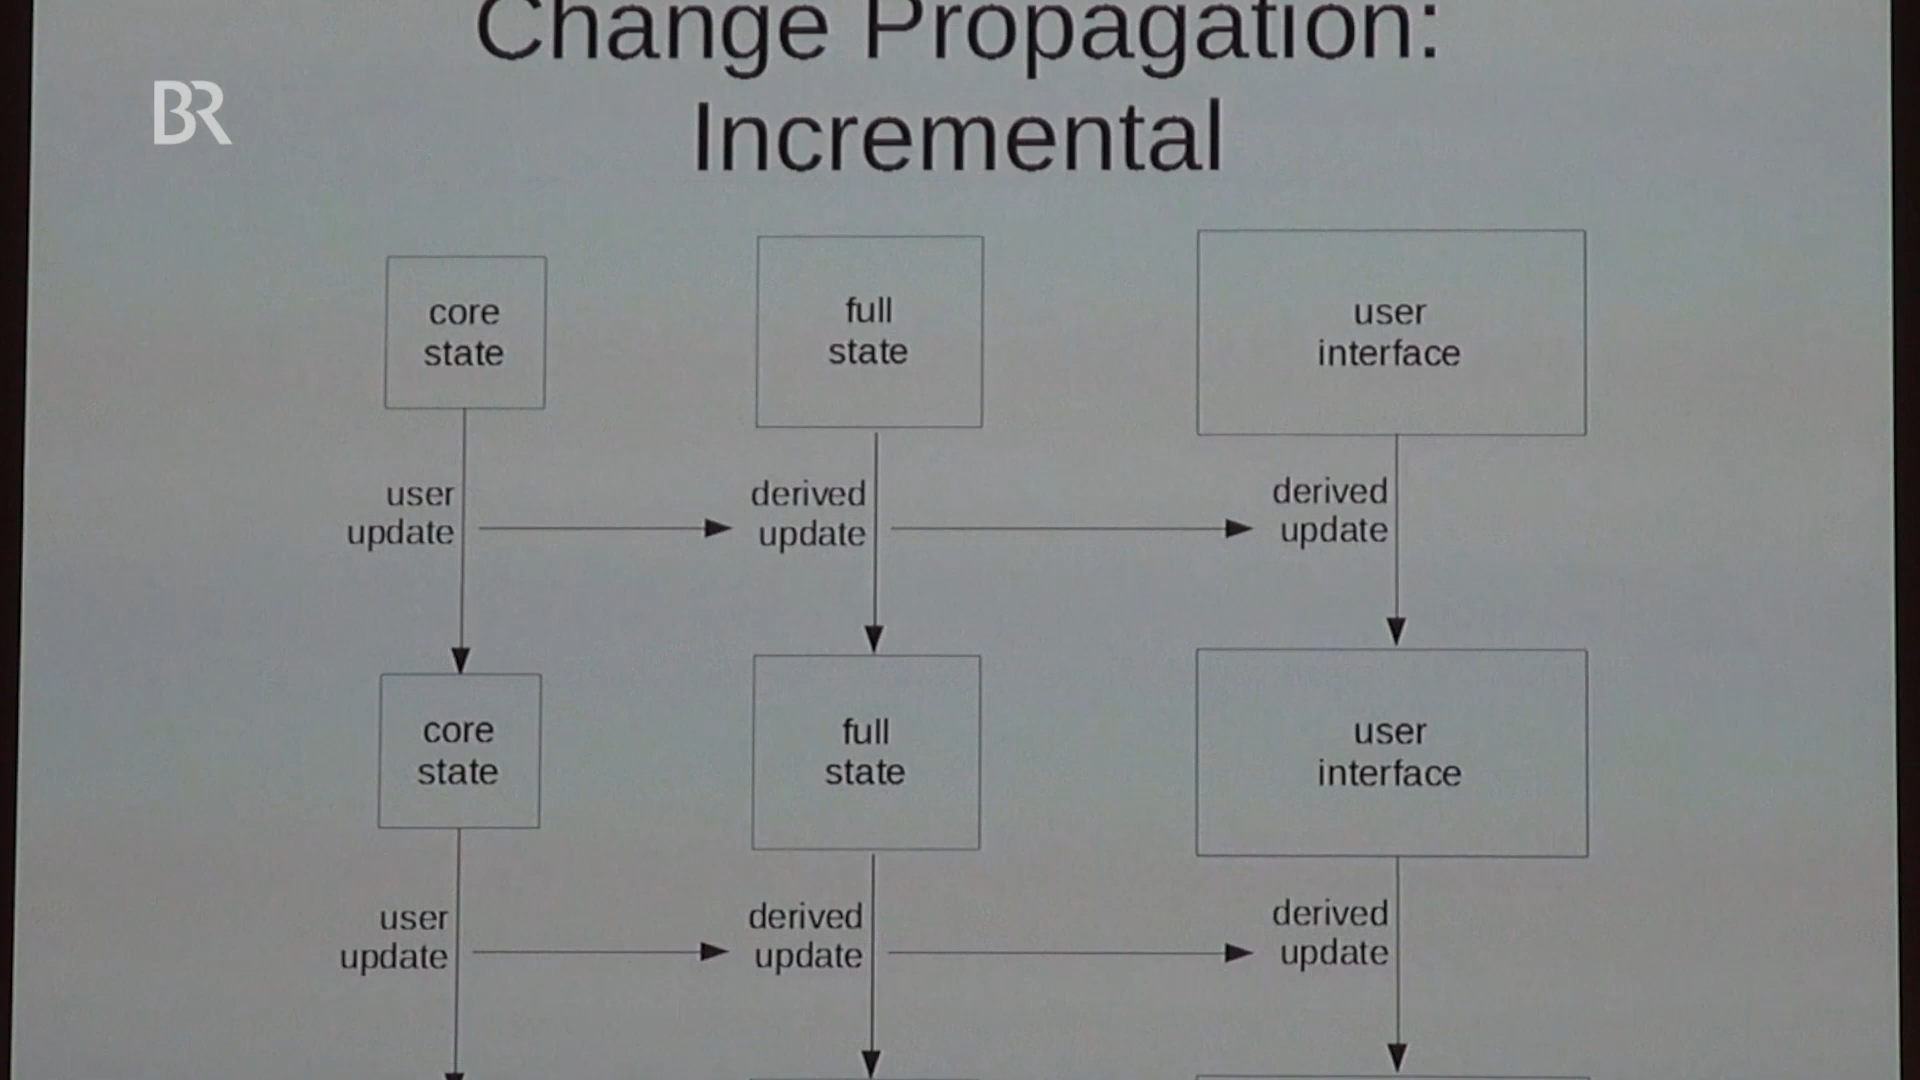 Change Propagation:
Incremental
BR
core
state
full
state
user
interface
user
update
derived
update
derived
update
core
state
full
state
user
interface
user
update
derived
update
derived
update